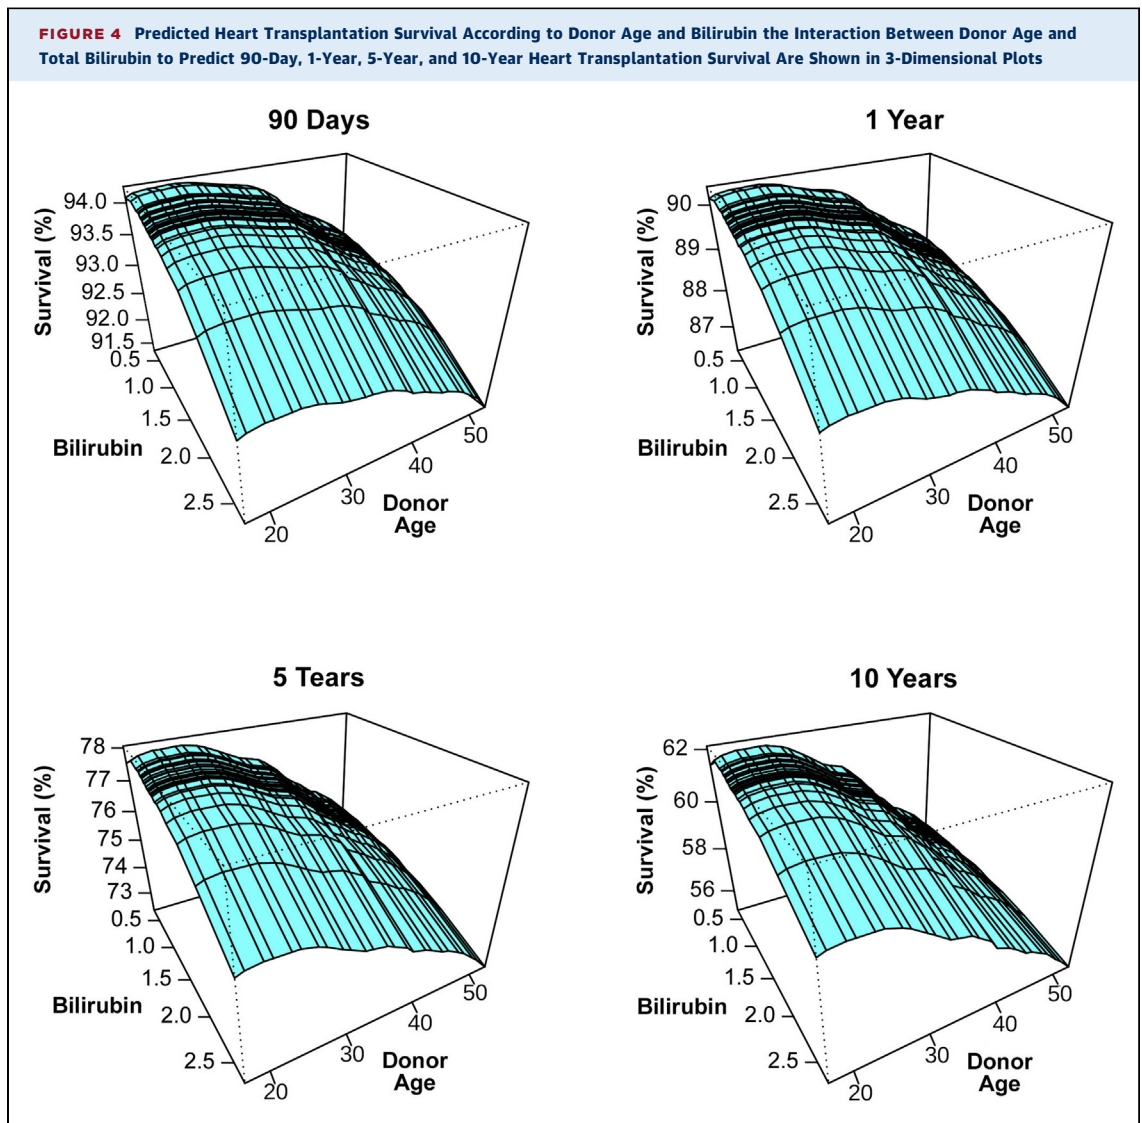 FIGURE 4 Predicted Heart Transplantation Survival According to Donor Age and Bilirubin the Interaction Between Donor Age and
Total Bilirubin to Predict 90-Day, 1-Year, 5-Year, and 10-Year Heart Transplantation Survival Are Shown in 3-Dimensional Plots
90 Days
Survival (%)
94.0
93.5
93.0
92.5
92.0
91.5
0.5
1.0
1.5
2.0
2.5
Bilirubin
20
30
40
50
Donor
Age
1 Year
Survival (%)
90
89
88
87
0.5
1.0
1.5
2.0
2.5
Bilirubin
20
30
40
50
Donor
Age
5 Tears
Survival (%)
78
77
76
75
74
73
0.5
1.0
1.5
2.0
2.5
Bilirubin
20
30
40
50
Donor
Age
10 Years
Survival (%)
62
60
58
56
0.5
1.0
1.5
2.0
2.5
Bilirubin
20
30
40
50
Donor
Age